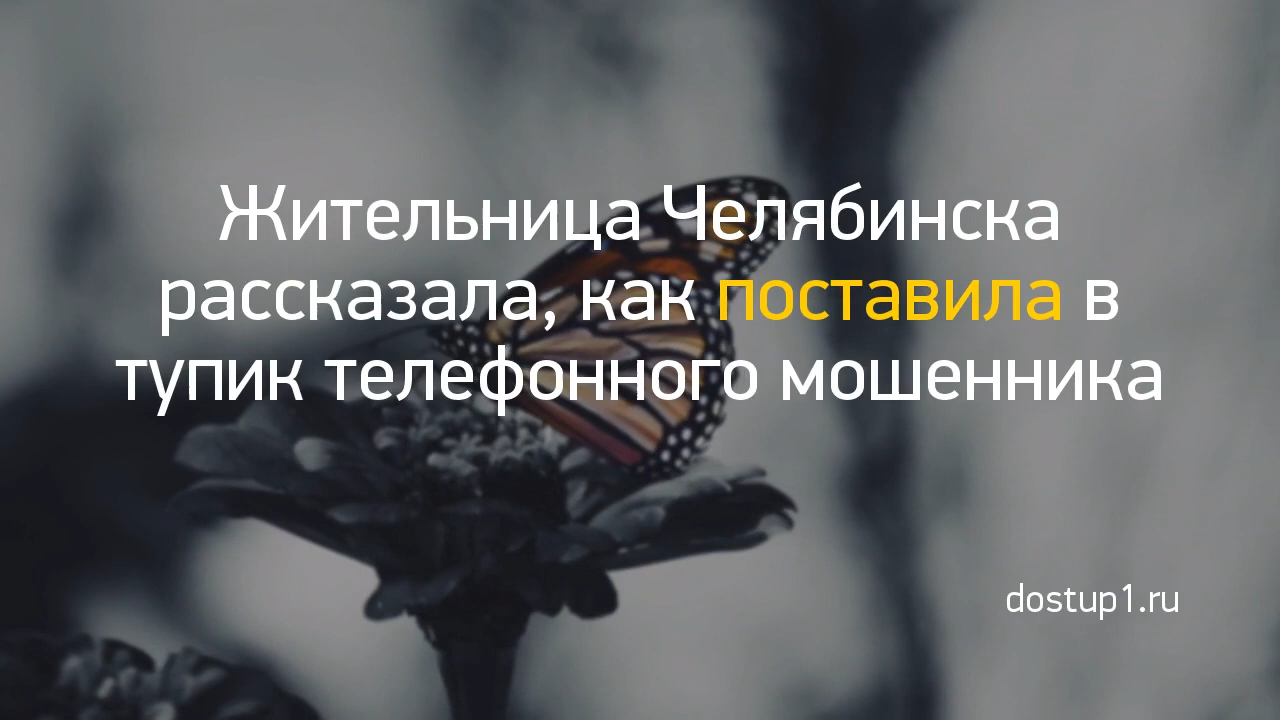 Жительница Челябинска
рассказала, как поставила в
тупик телефонного мошенника
dostup1.ru